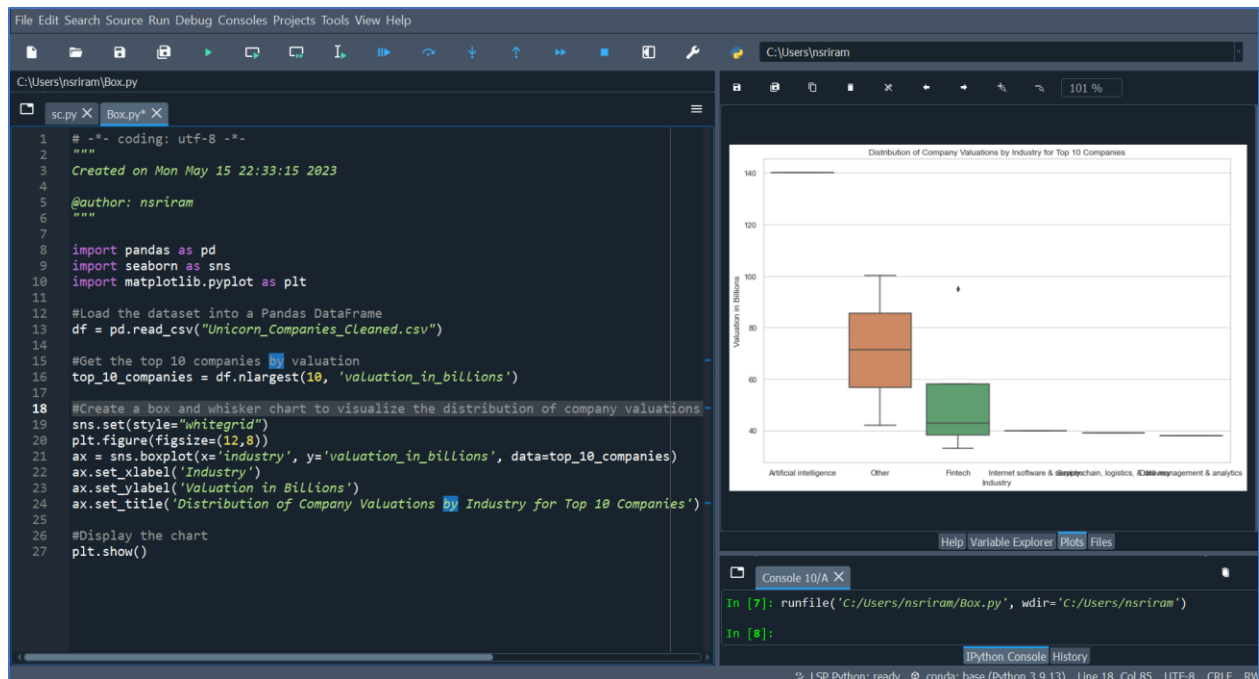 File Edit Search Source Run Debug Consoles Projects Tools View Help
C:\Users\nsriram
C:\Users\nsriram\Box.py
sc.py
Box.py*
1 # -*- coding: utf-8 -*-
2 """
3 Created on Mon May 15 22:33:15 2023
4
5 @author: nsriram
6 """
7
8 import pandas as pd
9 import seaborn as sns
10 import matplotlib.pyplot as plt
11
12 #Load the dataset into a Pandas DataFrame
13 df = pd.read_csv("Unicorn_Companies_Cleaned.csv")
14
15 #Get the top 10 companies by valuation
16 top_10_companies = df.nlargest(10, 'valuation_in_billions')
17
18 #Create a box and whisker chart to visualize the distribution of company valuations
19 sns.set(style="whitegrid")
20 plt.figure(figsize=(12,8))
21 ax = sns.boxplot(x='industry', y='valuation_in_billions', data=top_10_companies)
22 ax.set_xlabel('Industry')
23 ax.set_ylabel('Valuation in Billions')
24 ax.set_title('Distribution of Company Valuations by Industry for Top 10 Companies')
25
26 #Display the chart
27 plt.show()
101 %
Distribution of Company Valuations by Industry for Top 10 Companies
Valuation in Billions
140
120
100
80
60
40
Artificial intelligence Other Fintech Internet software & chain, logistics, & management & analytics
Industry
Help Variable Explorer Plots Files
Console 10/A
In [7]: runfile('C:/Users/nsriram/Box.py', wdir='C:/Users/nsriram')
In [8]:
IPython Console History
LSP Python: ready conda: base (Python 3.9.13) Line 18, Col 85 UTF-8 CRLF RW